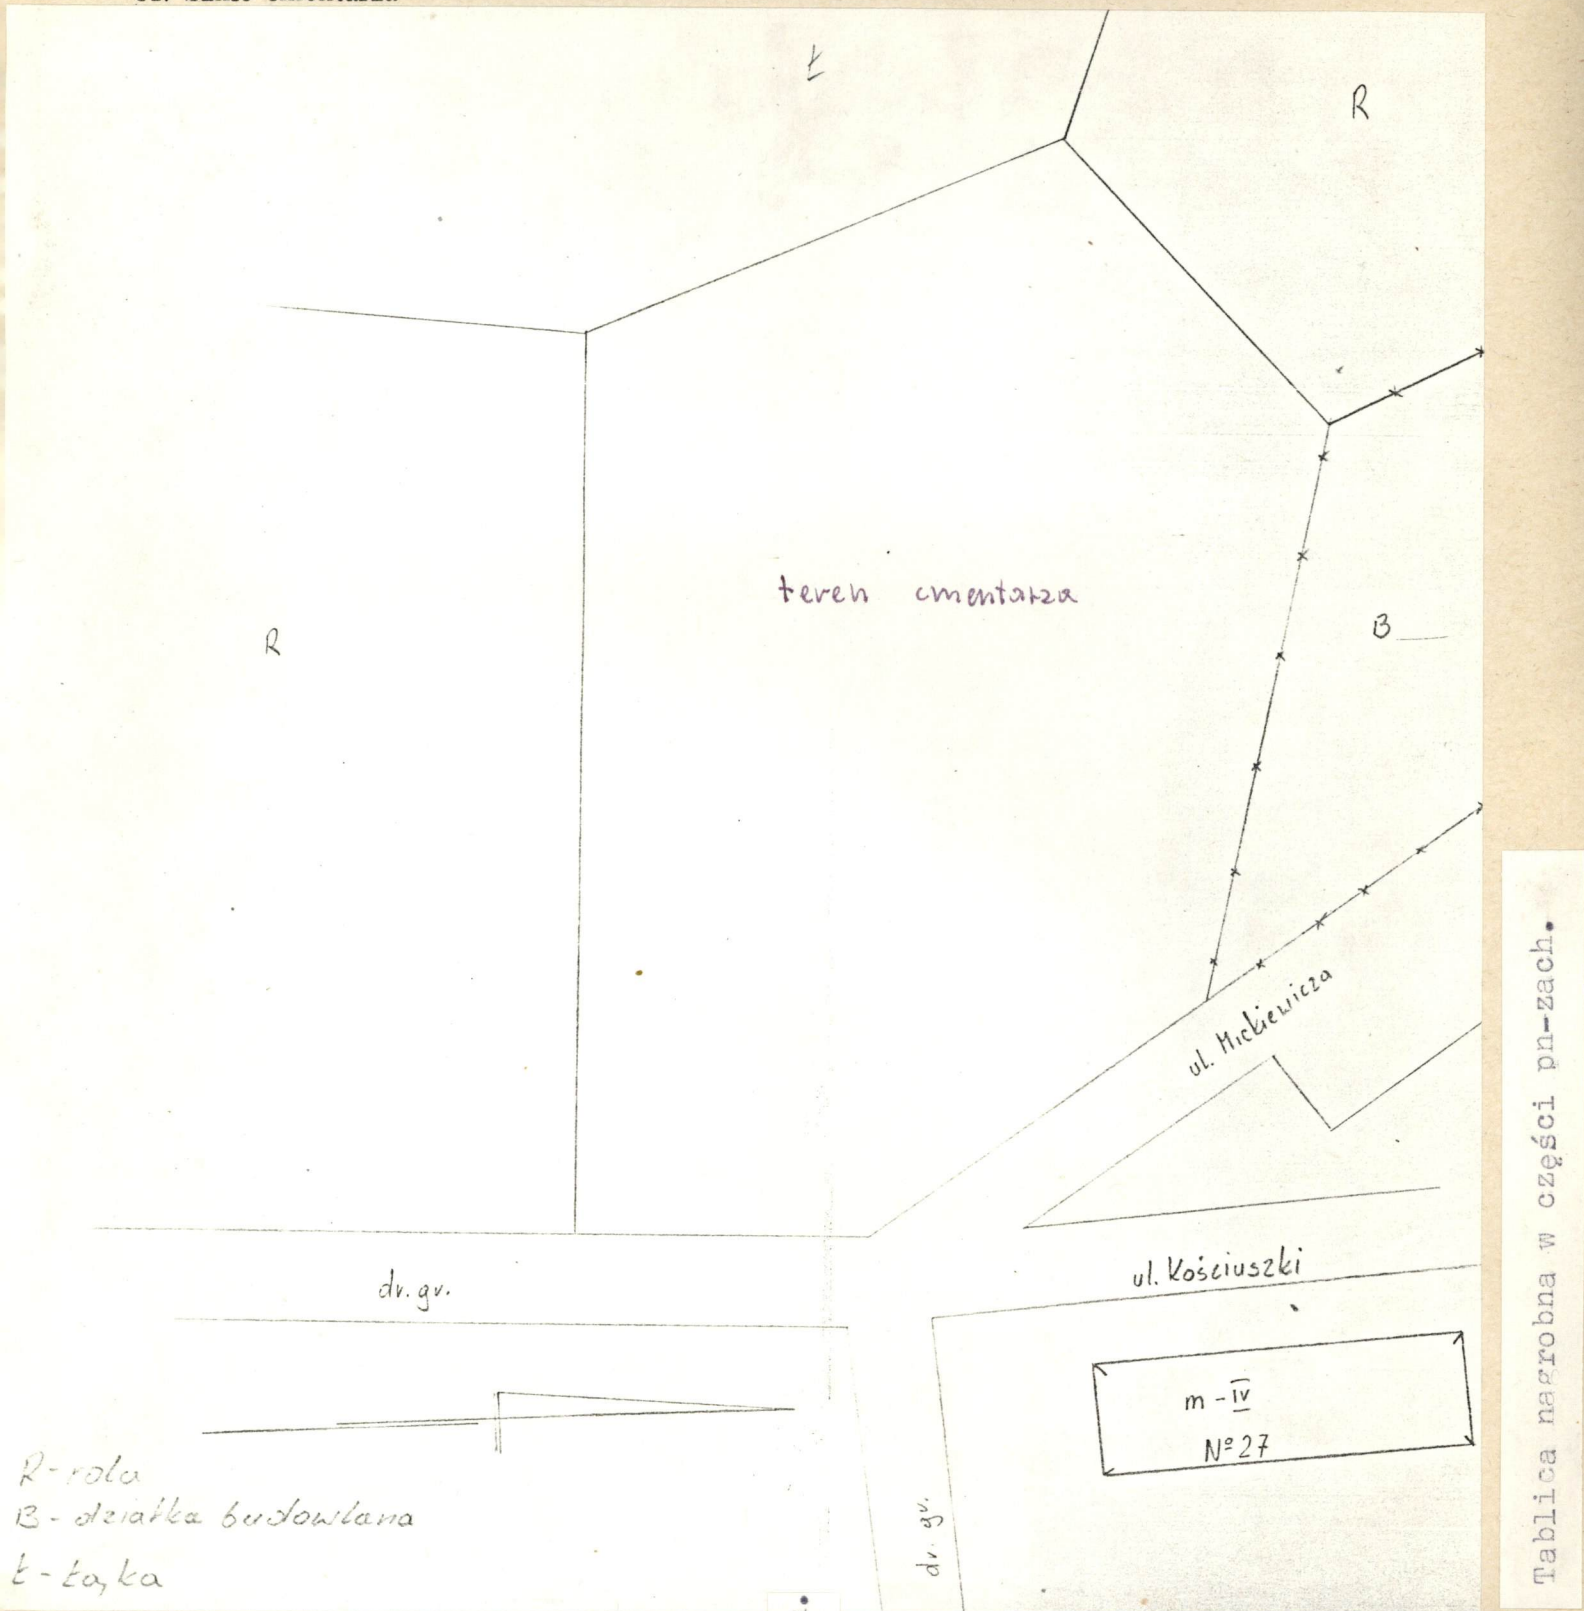 Ł
R
teren cmentarza
R
B
ul. Mickiewicza
ul. Kościuszki
dr. gr.
m - IV
Nº 27
dr. gr.
R - rola
B - działka budowlana
Ł - Łąka
Tablica nagrobna w części pn-zach.